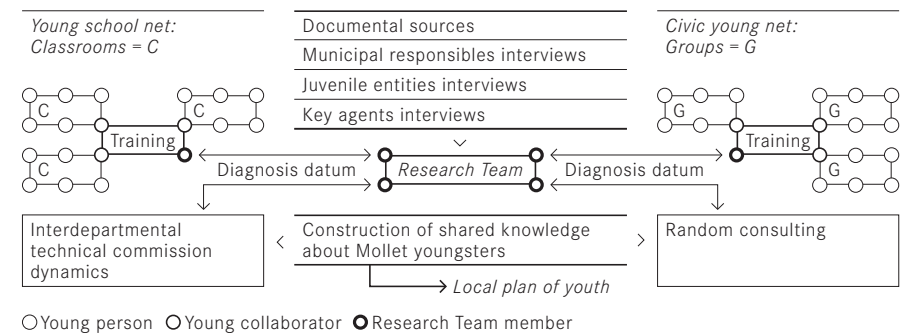 Young school net:
Classrooms = C
Documental sources
Municipal responsibles interviews
Juvenile entities interviews
Key agents interviews
Civic young net:
Groups = G
C
C
Training
C
G
G
Training
G
Diagnosis datum
Research Team
Diagnosis datum
Interdepartmental
technical commission
dynamics
Construction of shared knowledge
about Mollet youngsters
Random consulting
Local plan of youth
Young person Young collaborator Research Team member